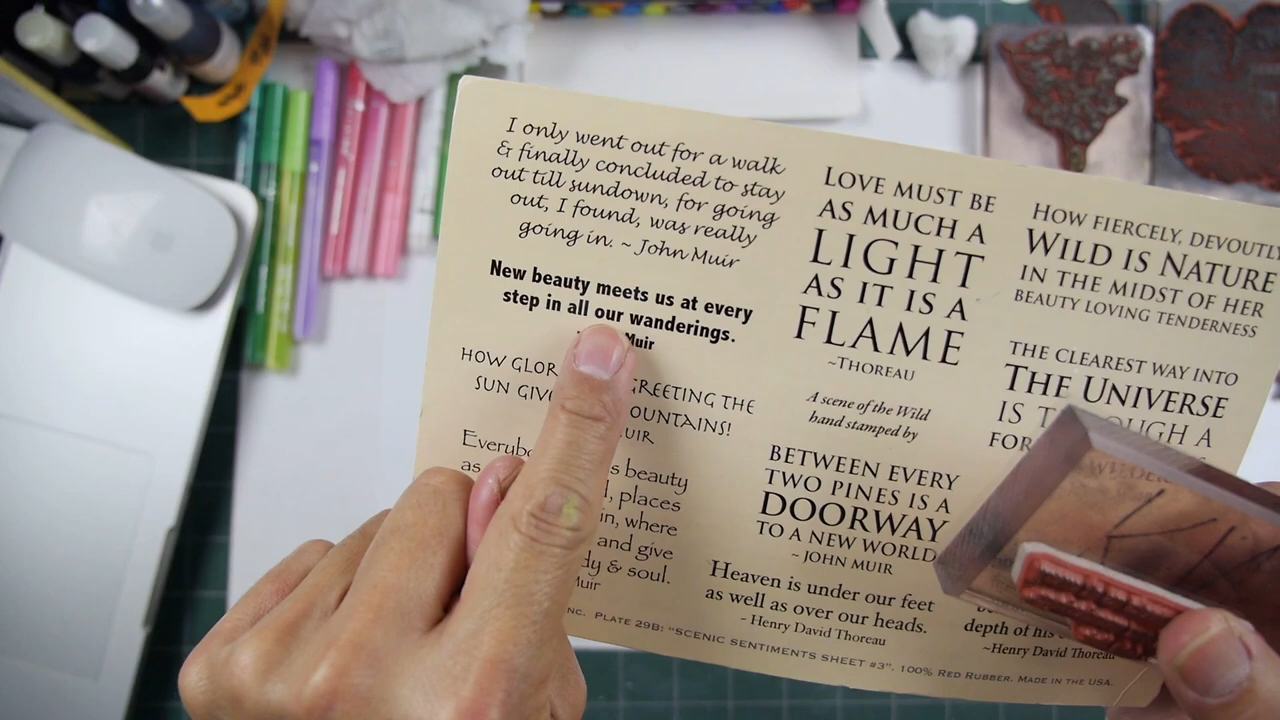 I only went out for a walk
& finally concluded to stay
out till sundown, for going
out, I found, was really
going in. ~ John Muir
New beauty meets us at every
step in all our wanderings.
Muir
HOW GLOR GREETING THE
SUN GIV OUNTAINS!
UIR
Everybo s beauty
as , places
in, where
and give
dy & soul.
Muir
LOVE MUST BE
AS MUCH A
LIGHT
AS IT IS A
FLAME
~THOREAU
A scene of the Wild
hand stamped by
BETWEEN EVERY
TWO PINES IS A
DOORWAY
TO A NEW WORLD
~ JOHN MUIR
Heaven is under our feet
as well as over our heads.
~ Henry David Thoreau
HOW FIERCELY, DEVOUTLY
WILD IS NATURE
IN THE MIDST OF HER
BEAUTY LOVING TENDERNESS
THE CLEAREST WAY INTO
THE UNIVERSE
IS THROUGH A
FOR
depth of his
~Henry David Thoreau
NC. PLATE 29B: "SCENIC SENTIMENTS SHEET #3". 100% RED RUBBER. MADE IN THE USA.